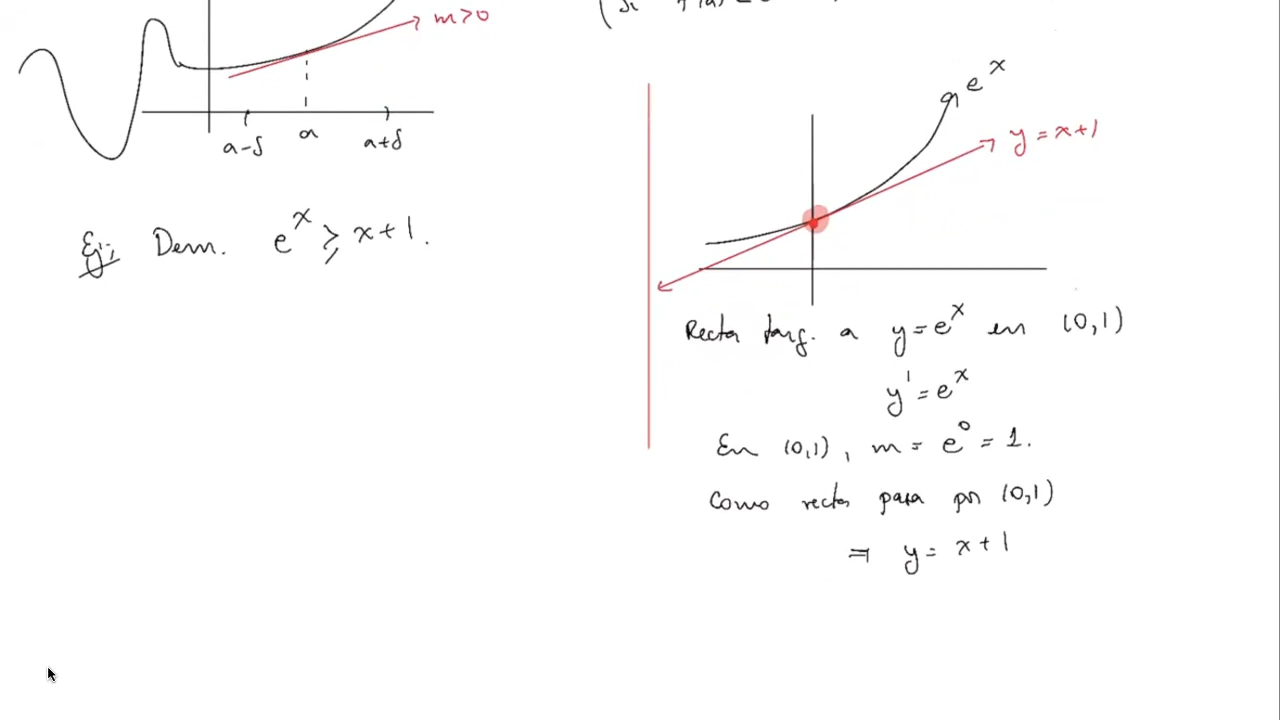 m>0
a-δ a a+δ
Ej: Dem. e^x ≥ x+1.
e^x
y = x+1
Recta tang. a y=e^x en (0,1)
y' = e^x
En (0,1), m = e^0 = 1.
Como recta pasa por (0,1)
⇒ y = x+1